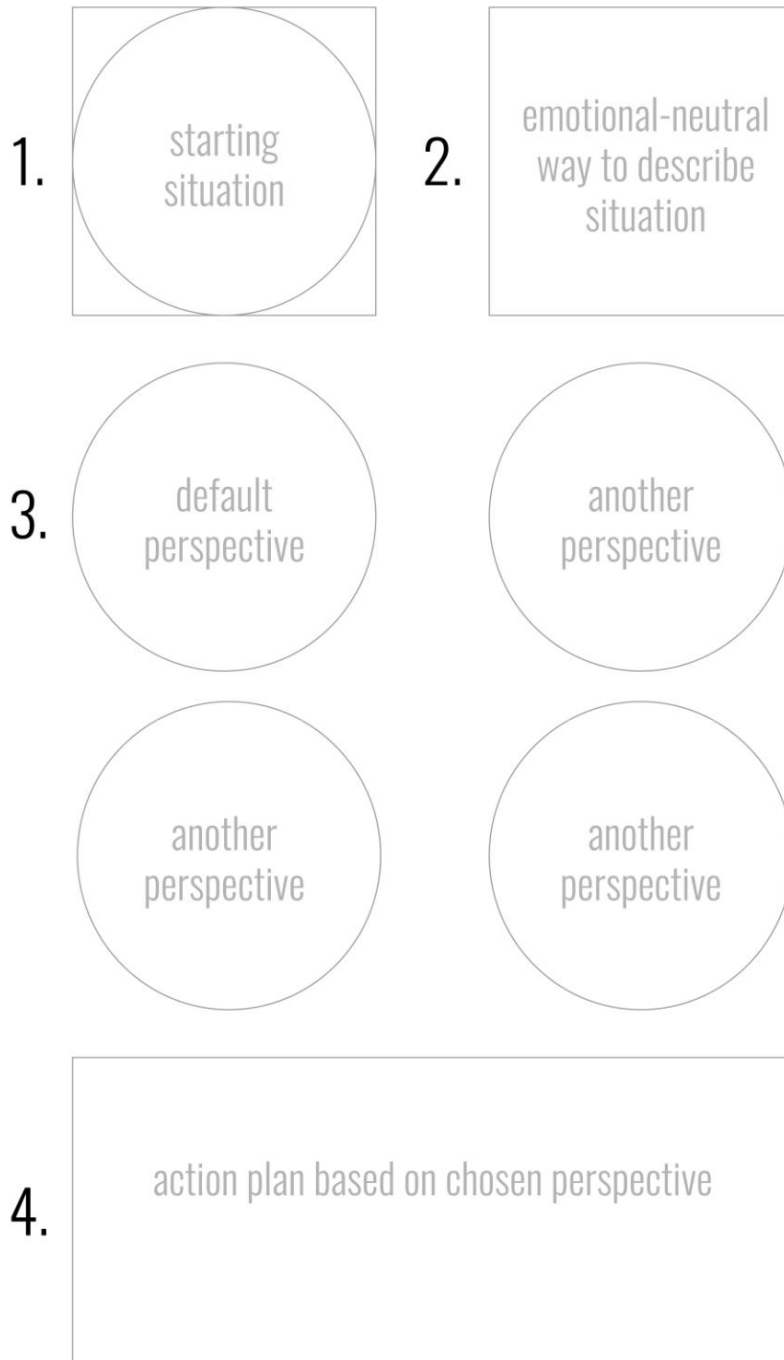 1.
starting
situation
2.
emotional-neutral
way to describe
situation
3.
default
perspective
another
perspective
another
perspective
another
perspective
4.
action plan based on chosen perspective